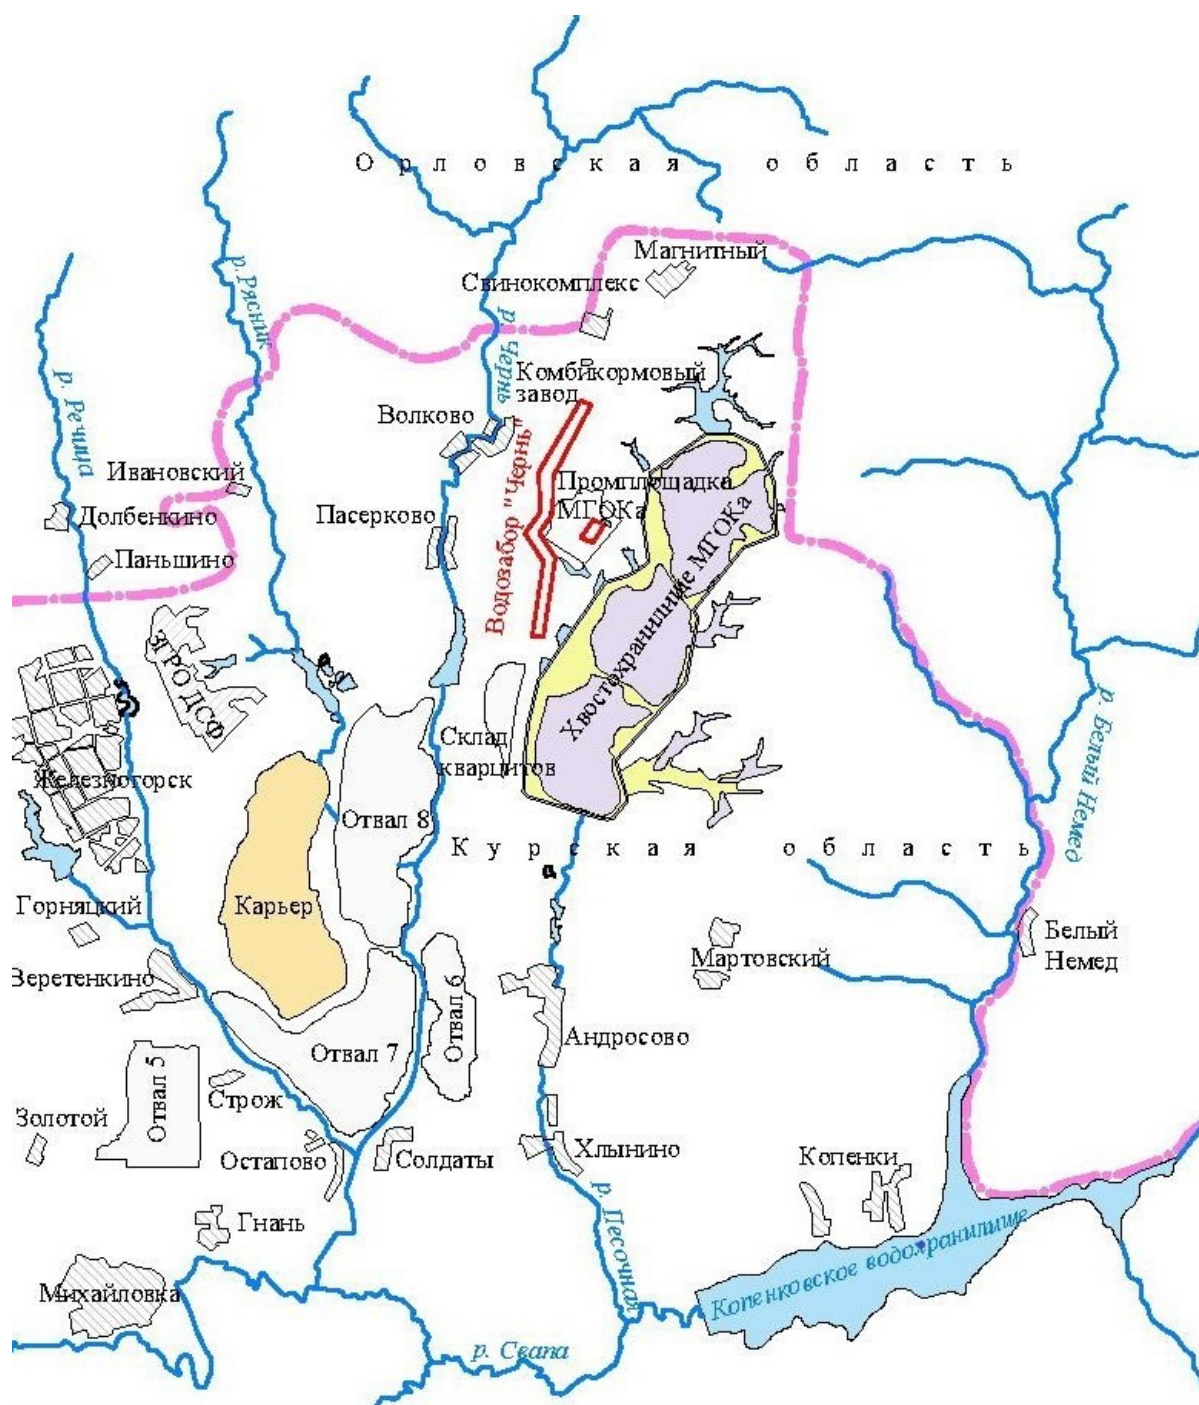 Орловская область
Магнитный
Свинокомплекс
р. Рясник
р. Чернь
р. Речица
Комбикормовый
завод
Волково
Водозабор "Чернь"
Ивановский
Промплощадка
МГОКа
Долбенкино
Пасерково
Паньшино
Хвостохранилище МГОКа
ЗГРО ДСФ
р. Белый Немед
Склад
кварцитов
Железногорск
Отвал 8
Курская область
Карьер
Горняцкий
Белый
Немед
Мартовский
Веретенкино
Отвал 6
Андросово
Отвал 7
Отвал 5
Строж
Золотой
Остапово
Солдаты
Хлынино
Копенки
р. Песочная
Гнань
Копенковское водохранилище
Михайловка
р. Свапа